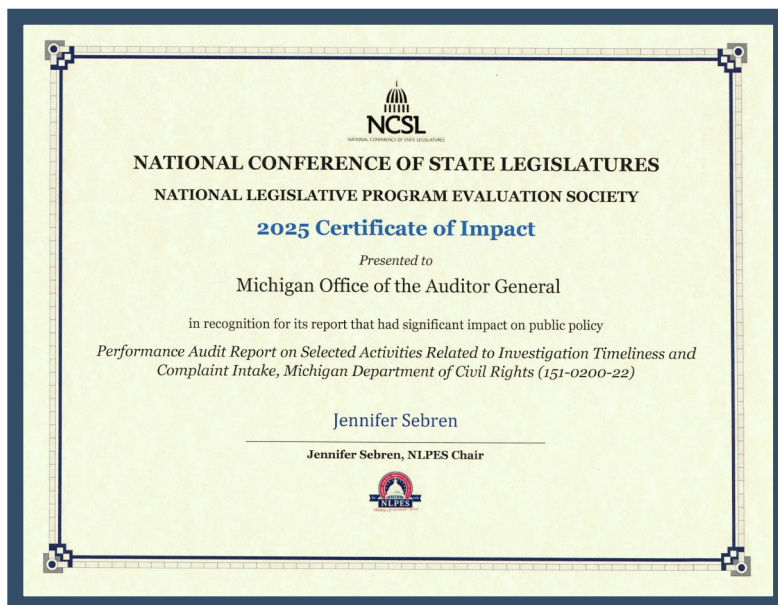 NCSL
NATIONAL CONFERENCE OF STATE LEGISLATURES
NATIONAL CONFERENCE OF STATE LEGISLATURES
NATIONAL LEGISLATIVE PROGRAM EVALUATION SOCIETY
2025 Certificate of Impact
Presented to
Michigan Office of the Auditor General
in recognition for its report that had significant impact on public policy
Performance Audit Report on Selected Activities Related to Investigation Timeliness and
Complaint Intake, Michigan Department of Civil Rights (151-0200-22)
Jennifer Sebren
Jennifer Sebren, NLPES Chair
NLPES